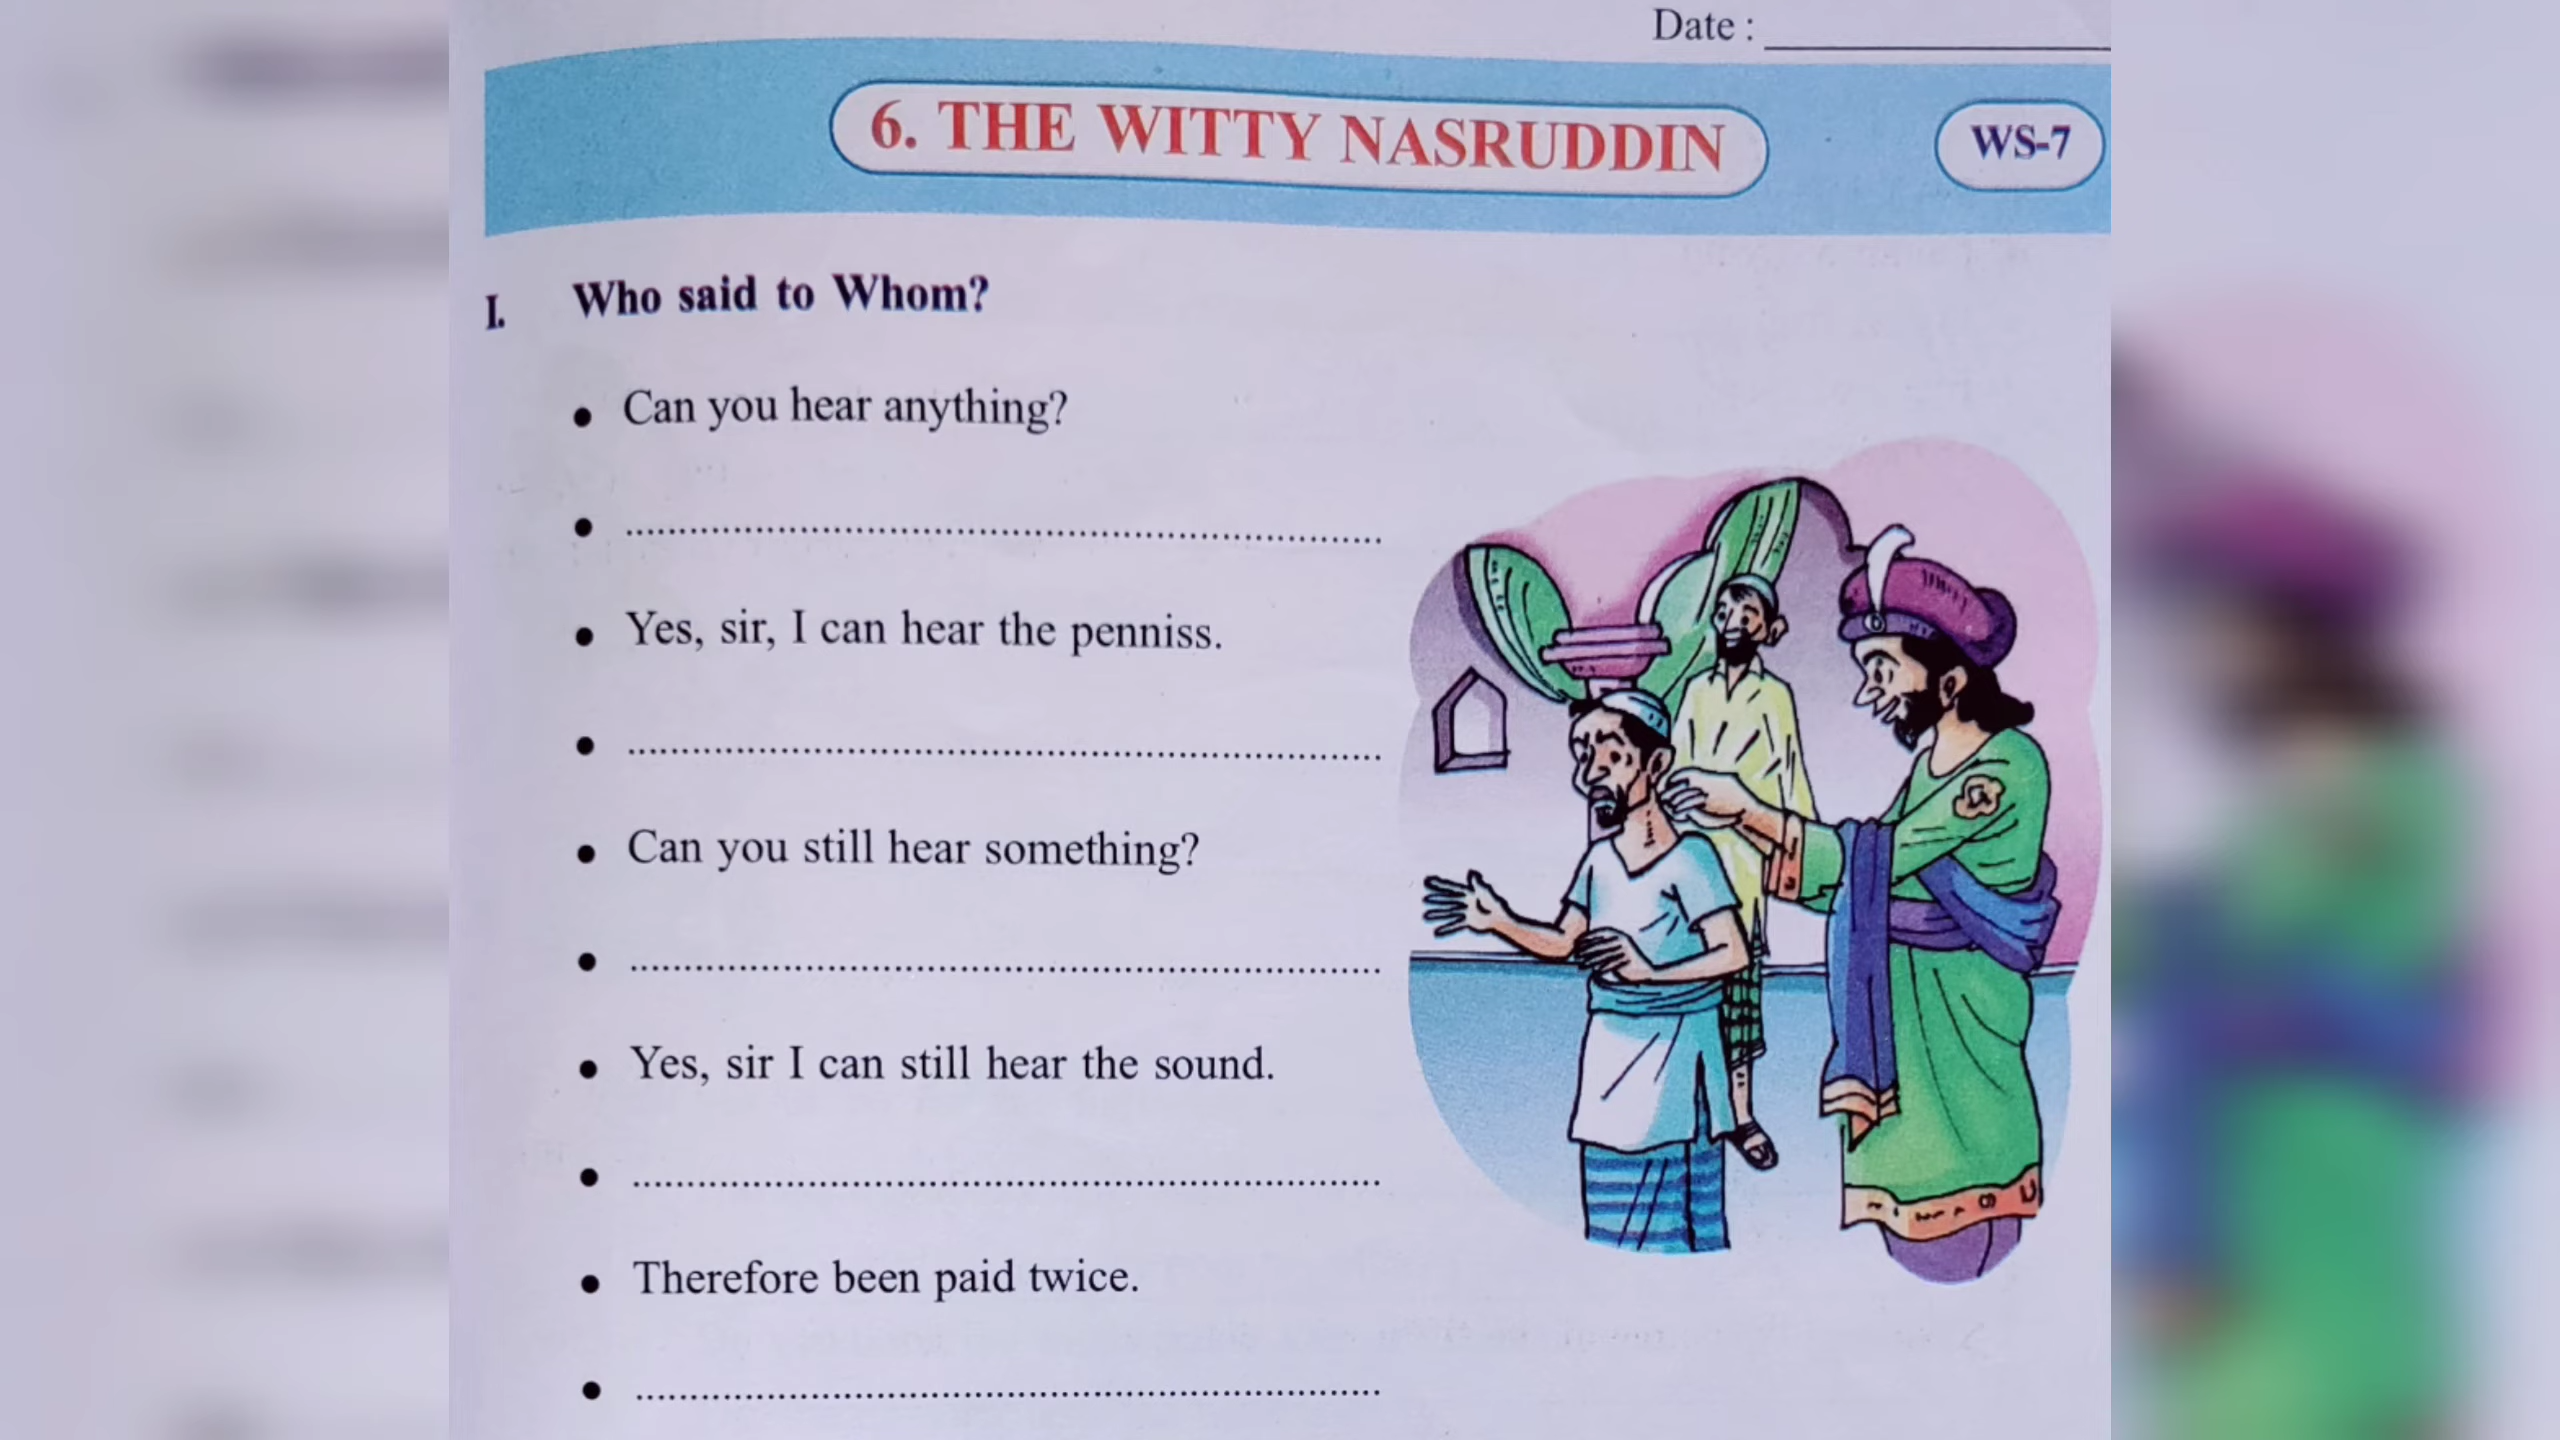 Date :
6. THE WITTY NASRUDDIN
WS-7
I. Who said to Whom?
• Can you hear anything?
• ..........
• Yes, sir, I can hear the penniss.
• ..........
• Can you still hear something?
• ..........
• Yes, sir I can still hear the sound.
• ..........
• Therefore been paid twice.
• ..........